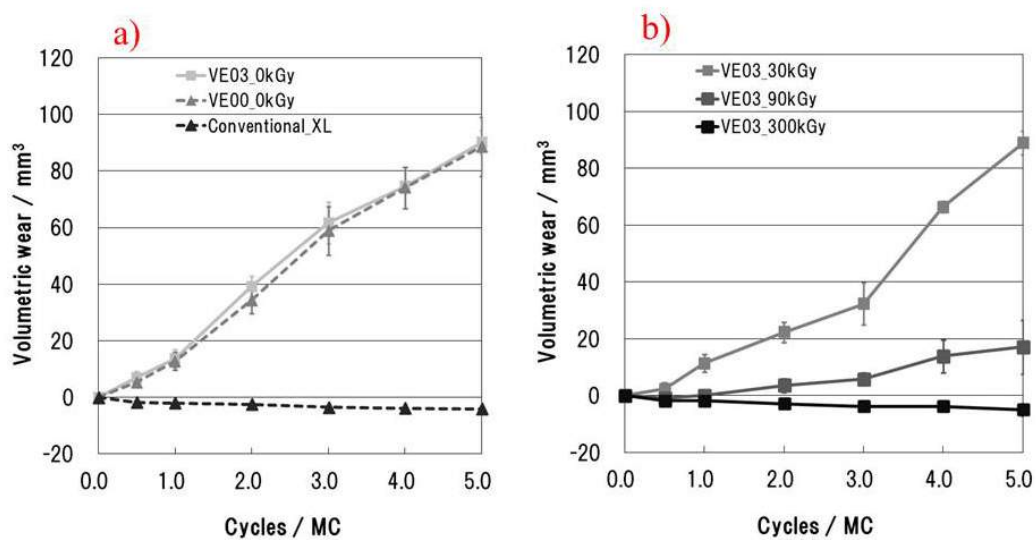 a)
120
100
80
60
40
20
0
-20
Volumetric wear / mm³
VE03_0kGy
VE00_0kGy
Conventional_XL
0.0 1.0 2.0 3.0 4.0 5.0
Cycles / MC
b)
120
100
80
60
40
20
0
-20
Volumetric wear / mm³
VE03_30kGy
VE03_90kGy
VE03_300kGy
0.0 1.0 2.0 3.0 4.0 5.0
Cycles / MC